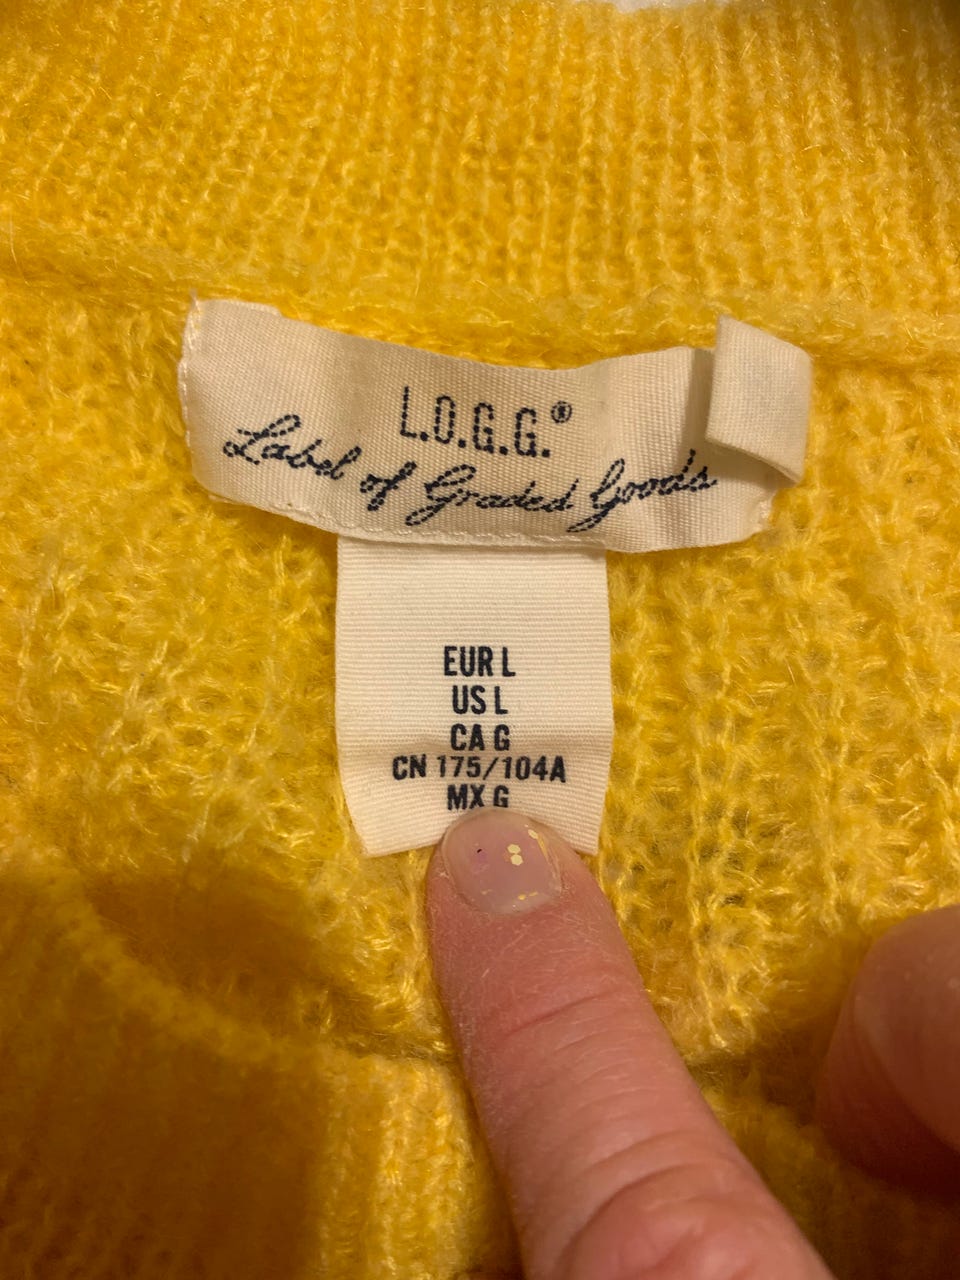 L.O.G.G.®
Label of Graded Goods
EUR L
US L
CA G
CN 175/104A
MX G